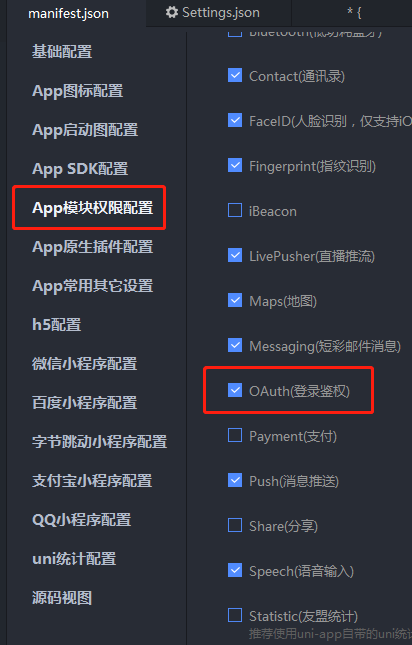 manifest.json
Settings.json
* {
基础配置
App图标配置
App启动图配置
App SDK配置
App模块权限配置
App原生插件配置
App常用其它设置
h5配置
微信小程序配置
百度小程序配置
字节跳动小程序配置
支付宝小程序配置
QQ小程序配置
uni统计配置
源码视图
Bluetooth(低功耗蓝牙)
Contact(通讯录)
FaceID(人脸识别，仅支持iO
Fingerprint(指纹识别)
iBeacon
LivePusher(直播推流)
Maps(地图)
Messaging(短彩邮件消息)
OAuth(登录鉴权)
Payment(支付)
Push(消息推送)
Share(分享)
Speech(语音输入)
Statistic(友盟统计)
推荐使用uni-app自带的uni统